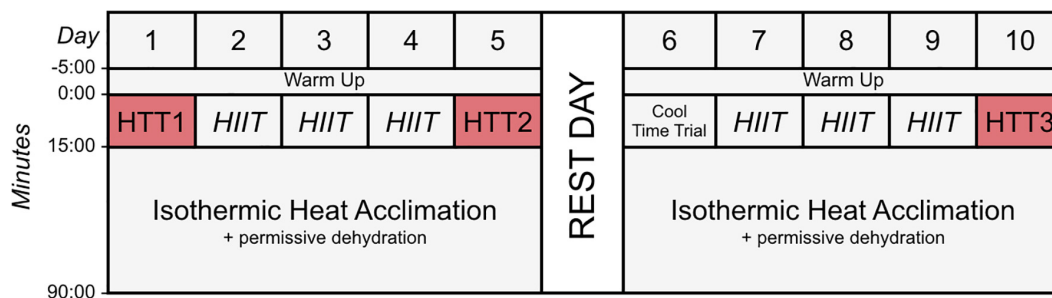 Day 1 2 3 4 5 6 7 8 9 10
-5:00 Warm Up Warm Up
0:00 HTT1 HIIT HIIT HIIT HTT2 Cool Time Trial HIIT HIIT HIIT HTT3
15:00
Minutes
Isothermic Heat Acclimation
+ permissive dehydration
REST DAY
Isothermic Heat Acclimation
+ permissive dehydration
90:00